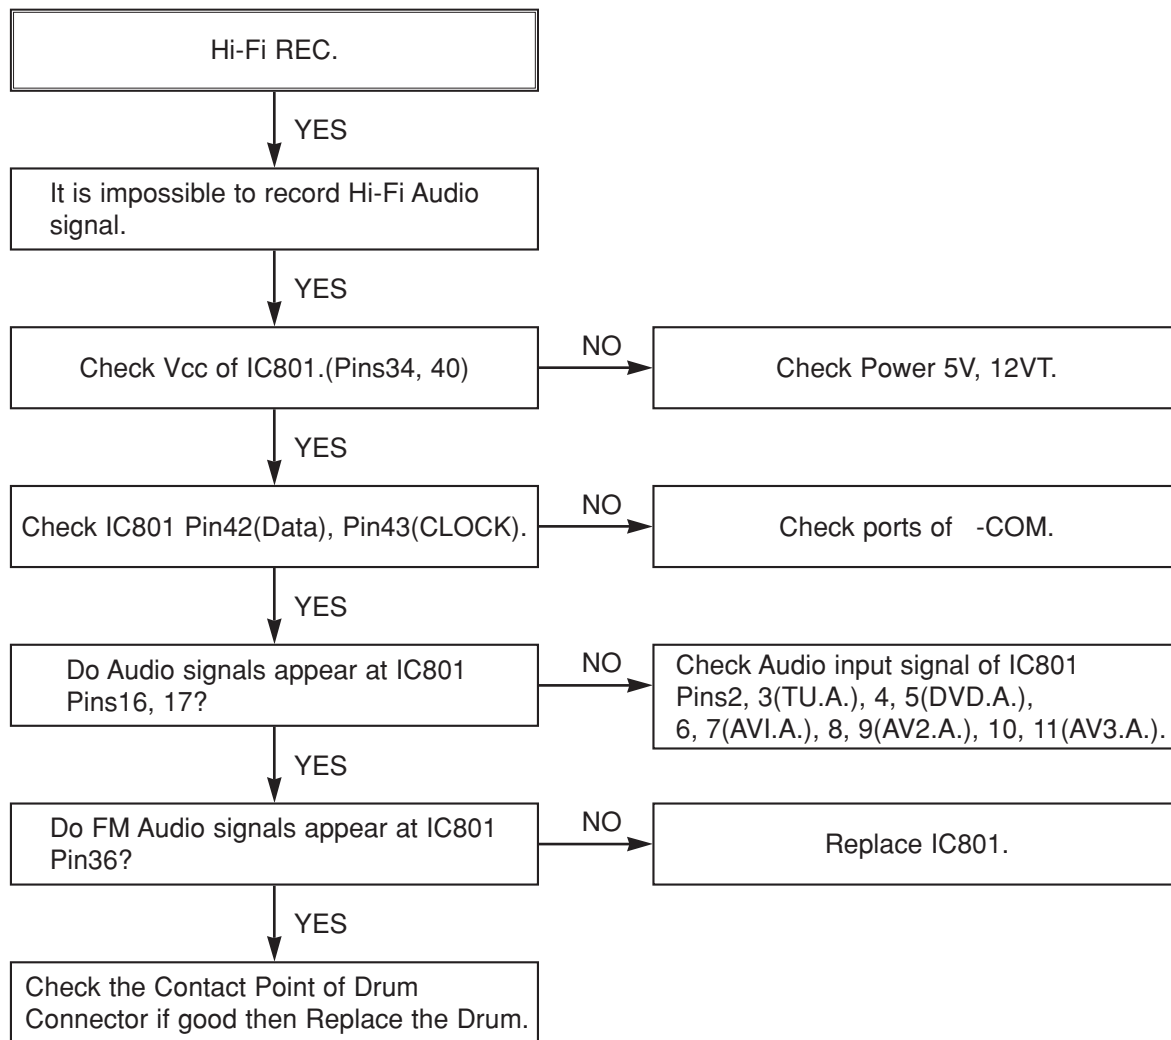 Hi-Fi REC.
YES
It is impossible to record Hi-Fi Audio
signal.
YES
Check Vcc of IC801.(Pins34, 40)
NO
Check Power 5V, 12VT.
YES
Check IC801 Pin42(Data), Pin43(CLOCK).
NO
Check ports of -COM.
YES
Do Audio signals appear at IC801
Pins16, 17?
NO
Check Audio input signal of IC801
Pins2, 3(TU.A.), 4, 5(DVD.A.),
6, 7(AVI.A.), 8, 9(AV2.A.), 10, 11(AV3.A.).
YES
Do FM Audio signals appear at IC801
Pin36?
NO
Replace IC801.
YES
Check the Contact Point of Drum
Connector if good then Replace the Drum.